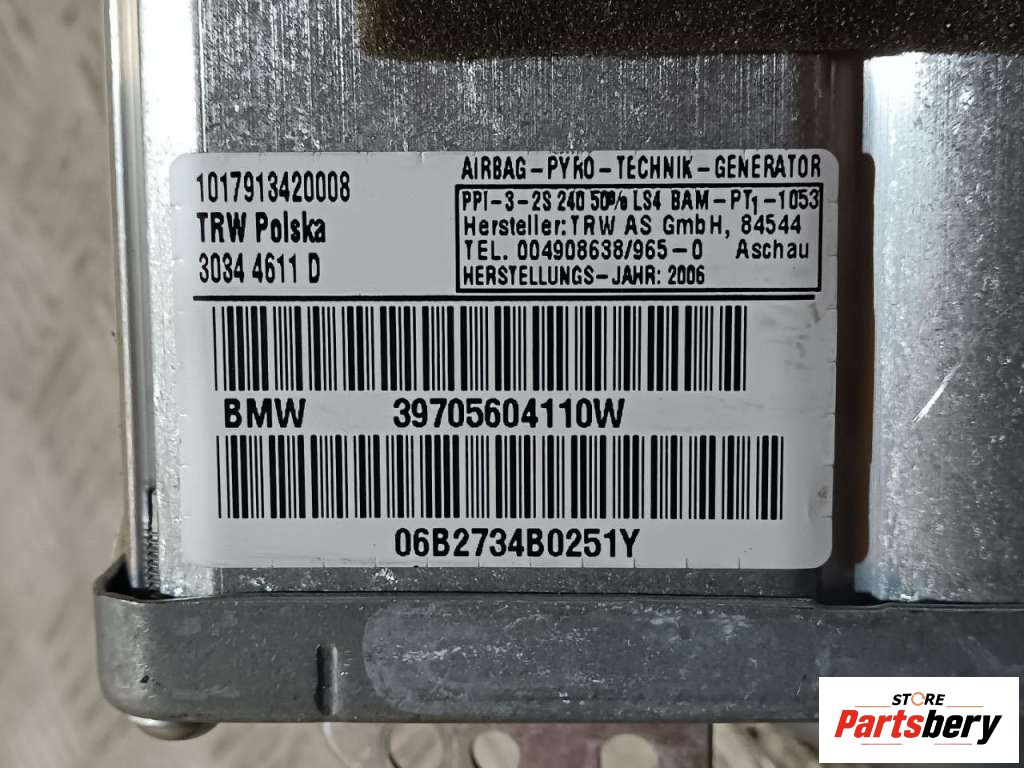 1017913420008
TRW Polska
3034 4611 D
AIRBAG-PYRO-TECHNIK-GENERATOR
PPI-3-2S 240 50% LS4 BAM-PT1-1053
Hersteller:TRW AS GmbH, 84544
TEL. 004908638/965-0 Aschau
HERSTELLUNGS-JAHR: 2006
BMW 39705604110W
06B2734B0251Y
STORE
Partsbery